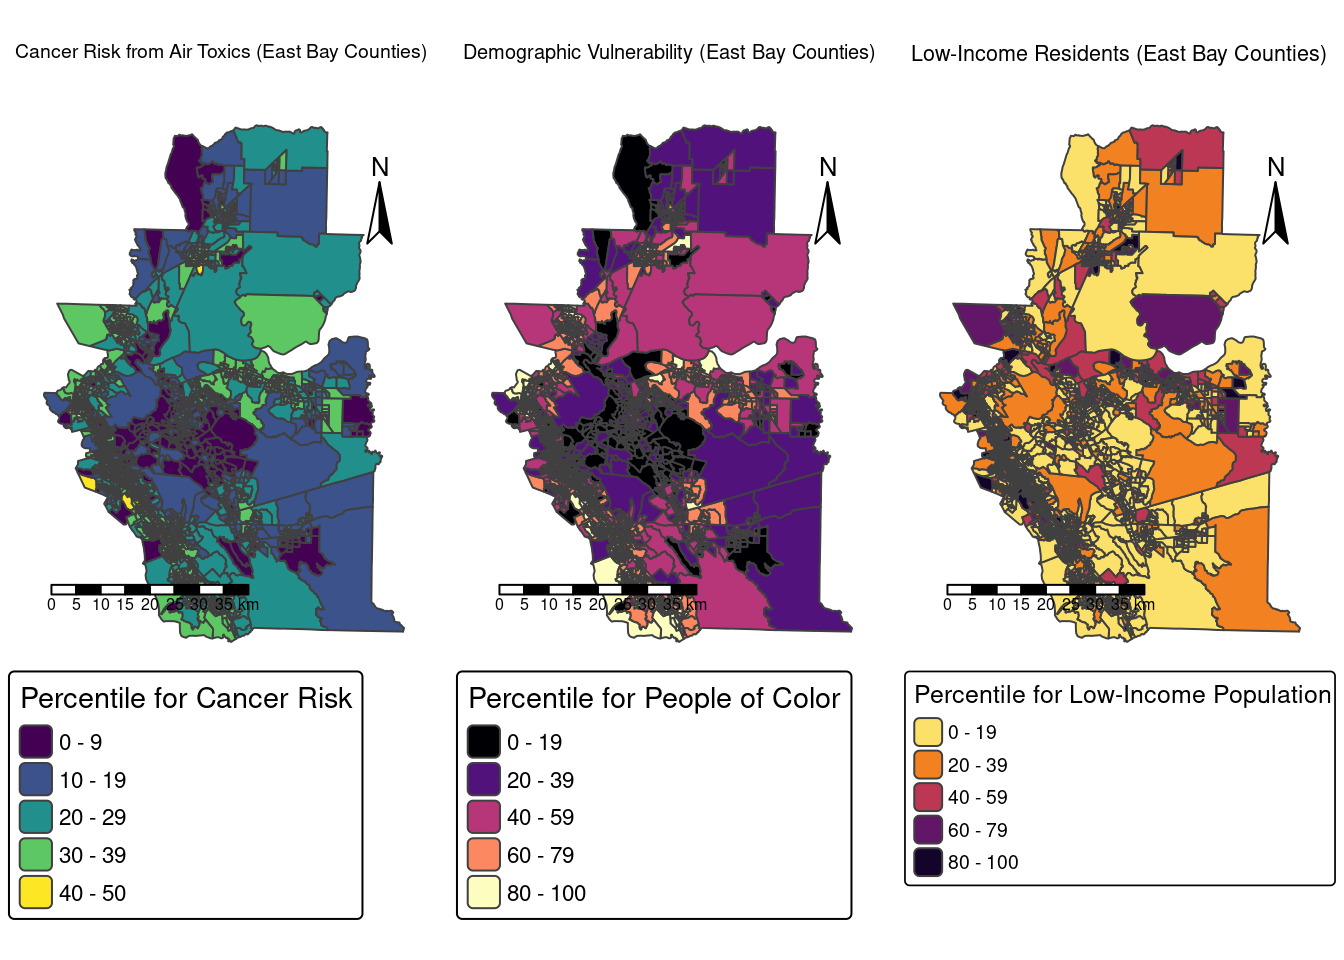 Cancer Risk from Air Toxics (East Bay Counties)
N
0 5 10 15 20 25 30 35 km
Percentile for Cancer Risk
0 - 9
10 - 19
20 - 29
30 - 39
40 - 50
Demographic Vulnerability (East Bay Counties)
N
0 5 10 15 20 25 30 35 km
Percentile for People of Color
0 - 19
20 - 39
40 - 59
60 - 79
80 - 100
Low-Income Residents (East Bay Counties)
N
0 5 10 15 20 25 30 35 km
Percentile for Low-Income Population
0 - 19
20 - 39
40 - 59
60 - 79
80 - 100